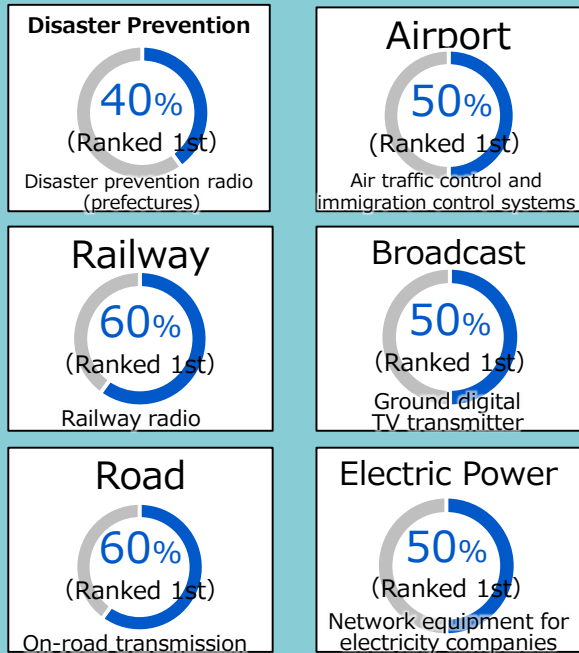 Disaster Prevention
40%
(Ranked 1st)
Disaster prevention radio
(prefectures)
Airport
50%
(Ranked 1st)
Air traffic control and
immigration control systems
Railway
60%
(Ranked 1st)
Railway radio
Broadcast
50%
(Ranked 1st)
Ground digital
TV transmitter
Road
60%
(Ranked 1st)
On-road transmission
Electric Power
50%
(Ranked 1st)
Network equipment for
electricity companies